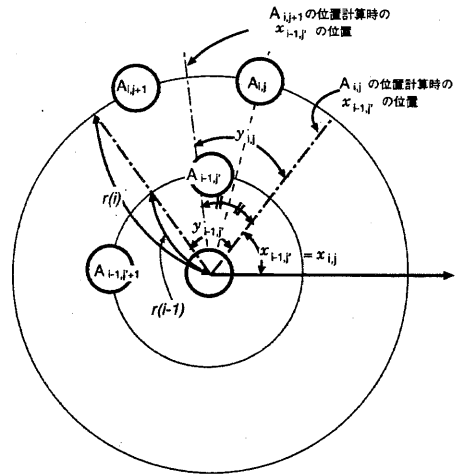 A i,j+1 の位置計算時の
x i-1,j' の位置
A i,j+1
A i,j
A i,j の位置計算時の
x i-1,j' の位置
y i,j
A i-1,j'
r(i)
y i-1,j'
x i-1,j' = x i,j
A i-1,j'+1
r(i-1)